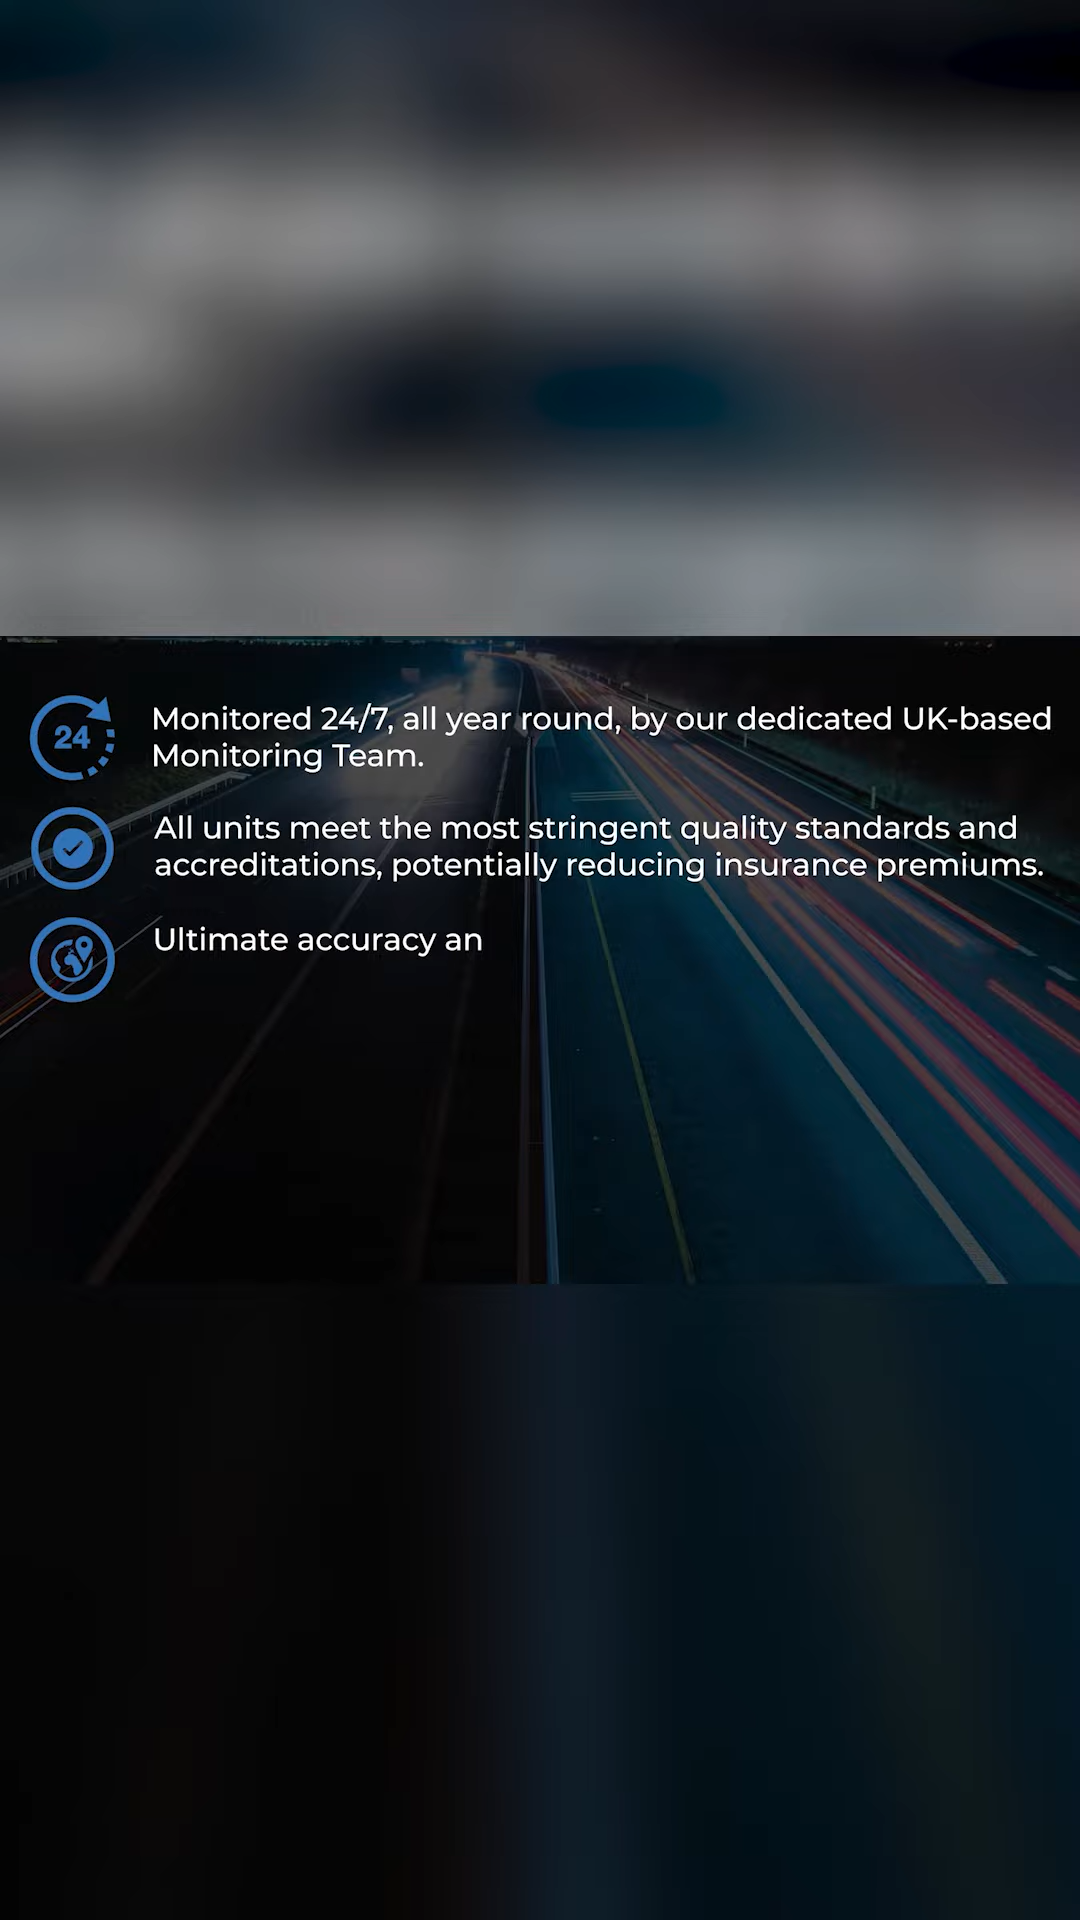 24
Monitored 24/7, all year round, by our dedicated UK-based
Monitoring Team.
All units meet the most stringent quality standards and
accreditations, potentially reducing insurance premiums.
Ultimate accuracy an